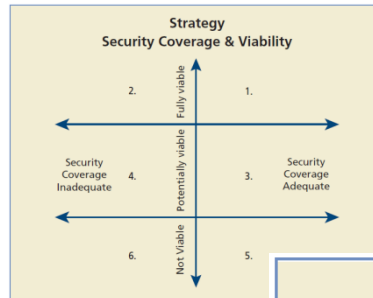 Strategy
Security Coverage & Viability
2.
Fully viable
1.
Security
Coverage
Inadequate
4.
Potentially viable
3.
Security
Coverage
Adequate
6.
Not Viable
5.